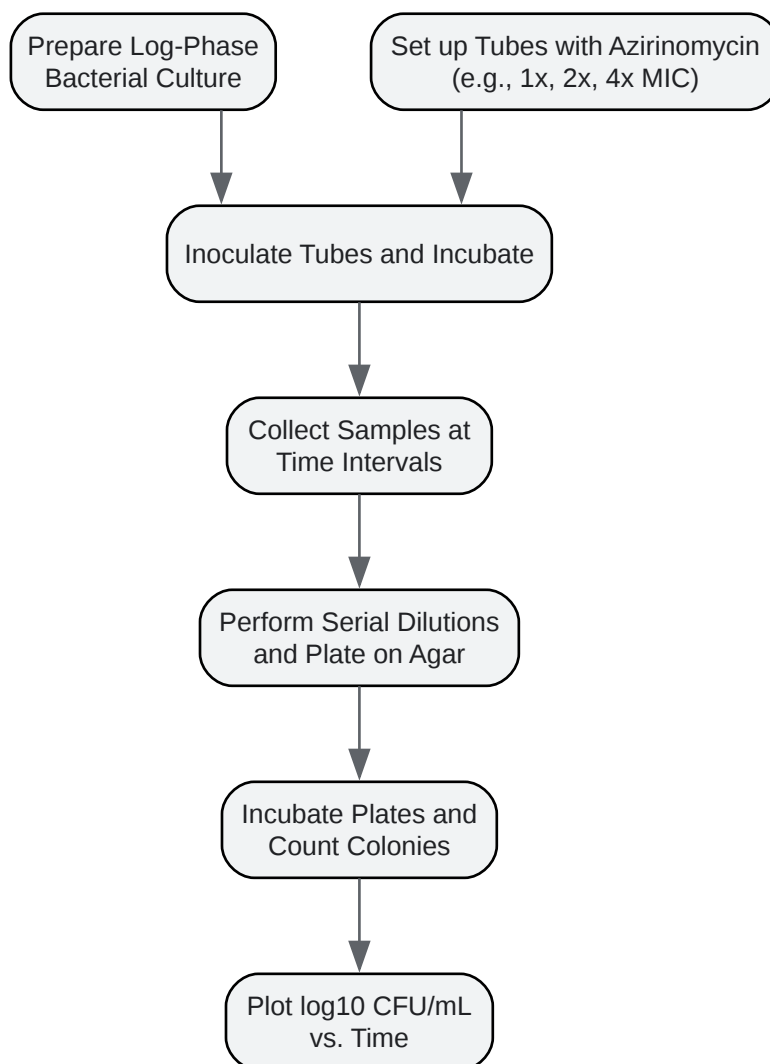 Prepare Log-Phase
Bacterial Culture
Set up Tubes with Azirinomycin
(e.g., 1x, 2x, 4x MIC)
Inoculate Tubes and Incubate
Collect Samples at
Time Intervals
Perform Serial Dilutions
and Plate on Agar
Incubate Plates and
Count Colonies
Plot log10 CFU/mL
vs. Time